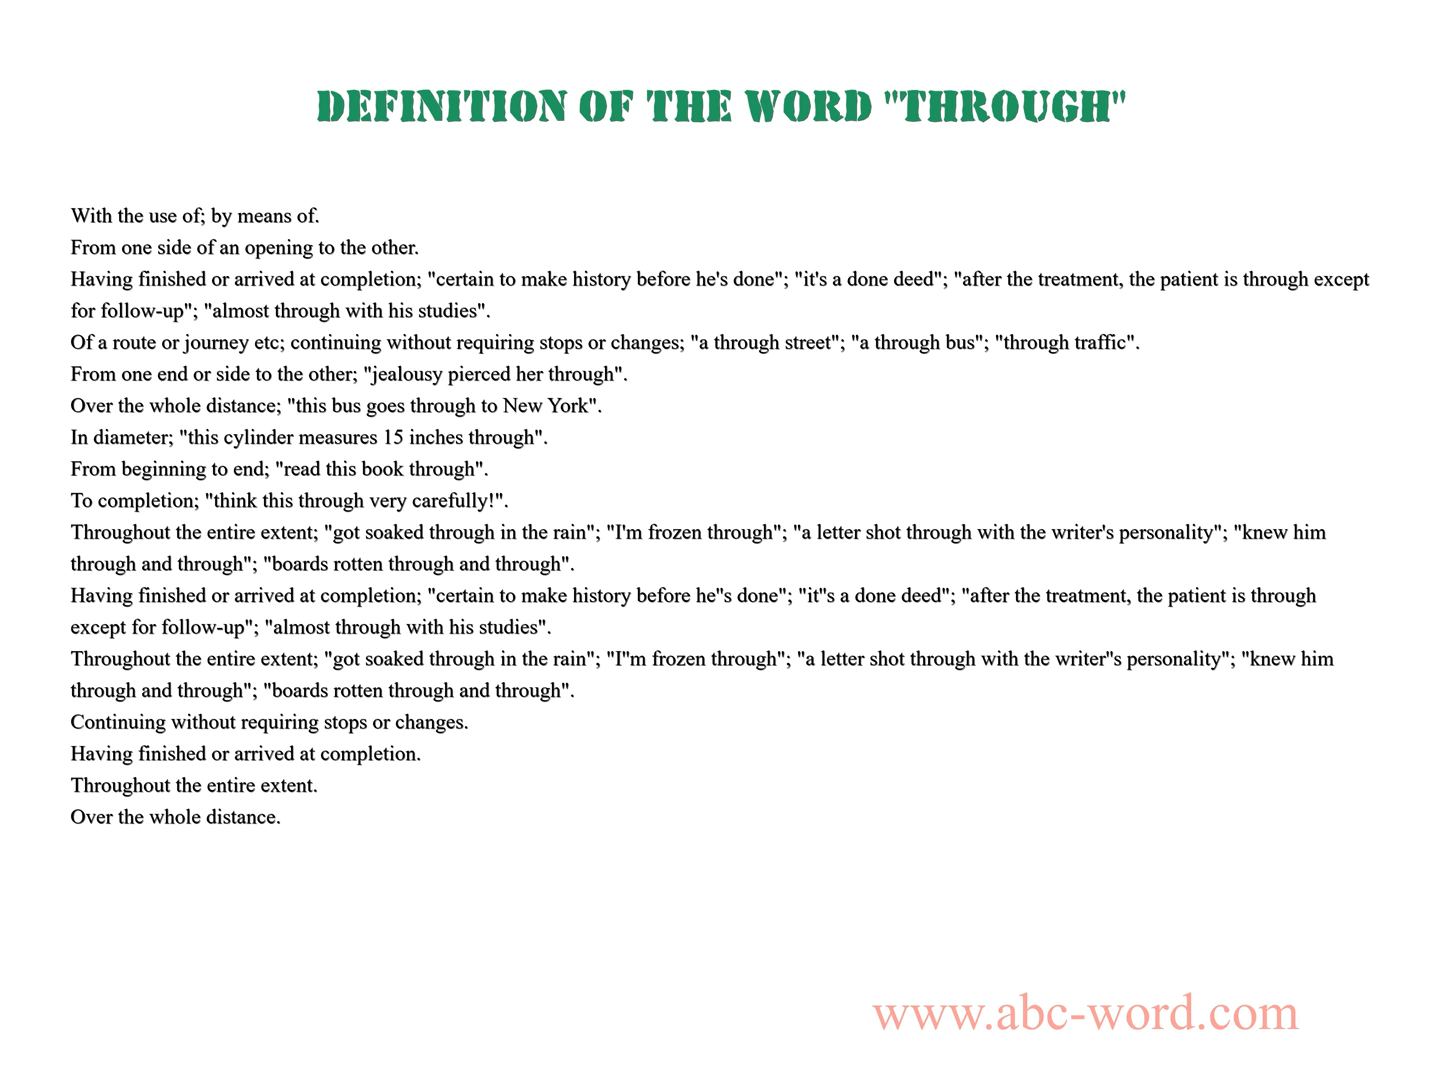 DEFINITION OF THE WORD "THROUGH"
With the use of; by means of.
From one side of an opening to the other.
Having finished or arrived at completion; "certain to make history before he's done"; "it's a done deed"; "after the treatment, the patient is through except
for follow-up"; "almost through with his studies".
Of a route or journey etc; continuing without requiring stops or changes; "a through street"; "a through bus"; "through traffic".
From one end or side to the other; "jealousy pierced her through".
Over the whole distance; "this bus goes through to New York".
In diameter; "this cylinder measures 15 inches through".
From beginning to end; "read this book through".
To completion; "think this through very carefully!".
Throughout the entire extent; "got soaked through in the rain"; "I'm frozen through"; "a letter shot through with the writer's personality"; "knew him
through and through"; "boards rotten through and through".
Having finished or arrived at completion; "certain to make history before he"s done"; "it"s a done deed"; "after the treatment, the patient is through
except for follow-up"; "almost through with his studies".
Throughout the entire extent; "got soaked through in the rain"; "I"m frozen through"; "a letter shot through with the writer"s personality"; "knew him
through and through"; "boards rotten through and through".
Continuing without requiring stops or changes.
Having finished or arrived at completion.
Throughout the entire extent.
Over the whole distance.
www.abc-word.com